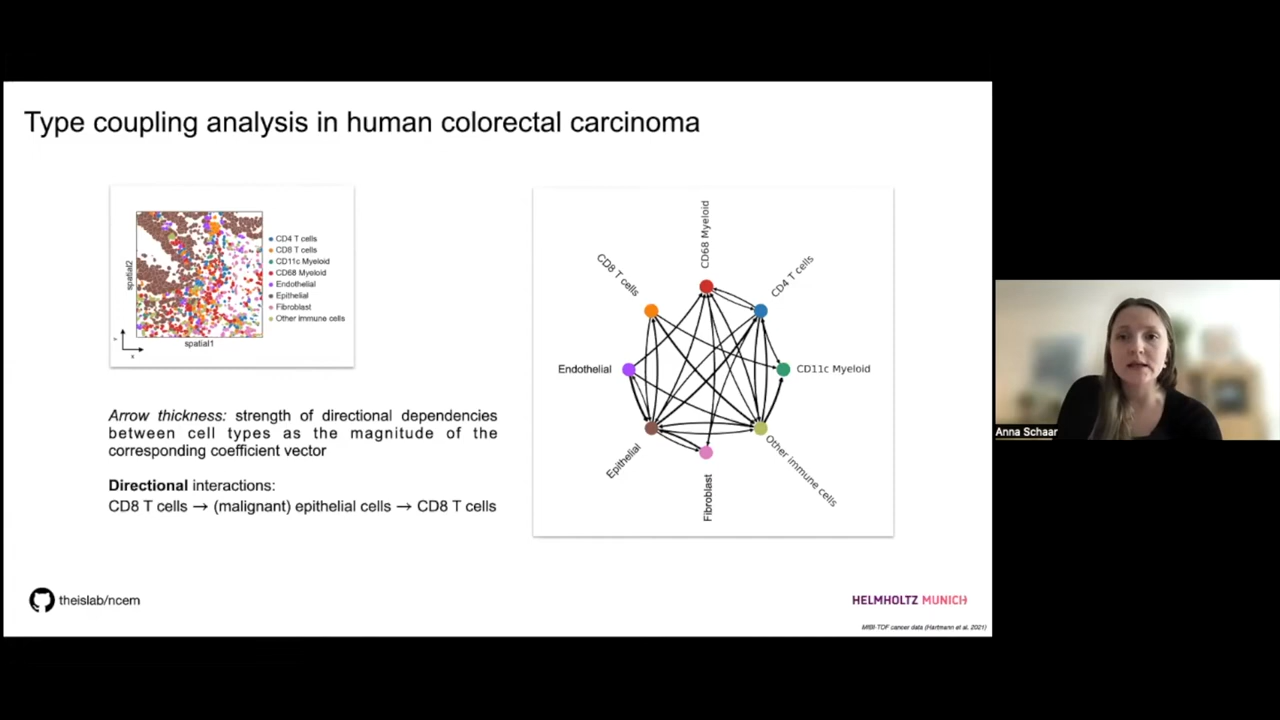 Type coupling analysis in human colorectal carcinoma
spatial2
CD4 T cells
CD8 T cells
CD11c Myeloid
CD68 Myeloid
Endothelial
Epithelial
Fibroblast
Other immune cells
spatial1
x
Arrow thickness: strength of directional dependencies
between cell types as the magnitude of the
corresponding coefficient vector
Directional interactions:
CD8 T cells → (malignant) epithelial cells → CD8 T cells
CD68 Myeloid
CD8 T cells
CD4 T cells
Endothelial
CD11c Myeloid
Epithelial
Other immune cells
Fibroblast
theislab/ncem
HELMHOLTZ MUNICH
MIBI-TOF cancer data (Hartmann et al. 2021)
Anna Schaar